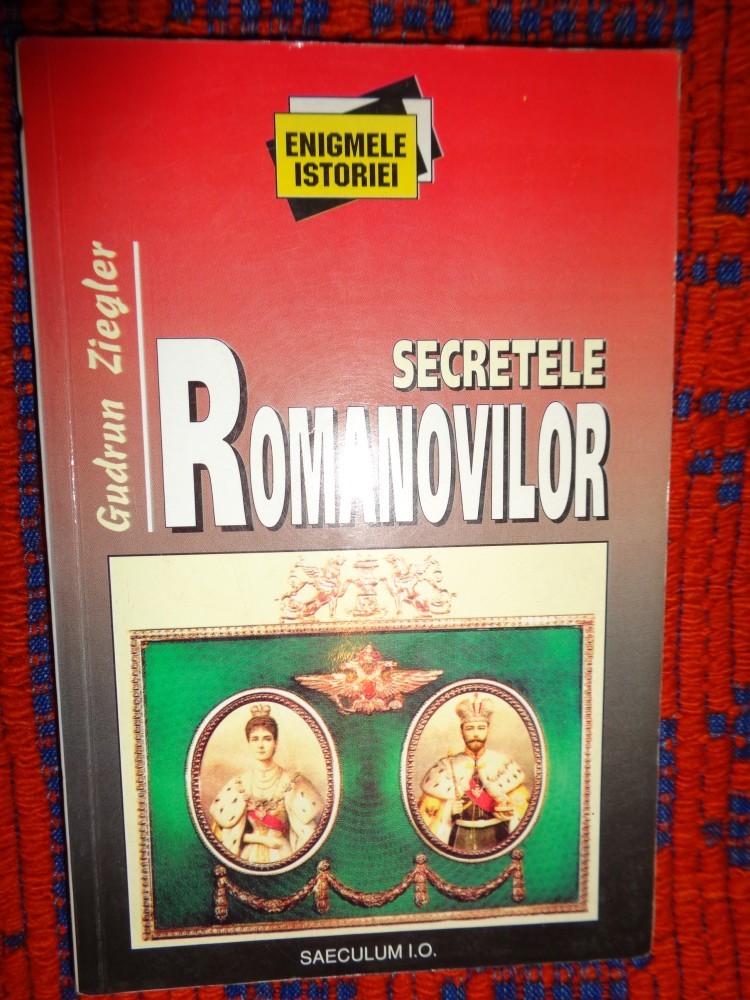 ENIGMELE
ISTORIEI
Gudrun Ziegler
SECRETELE
ROMANOVILOR
SAECULUM I.O.